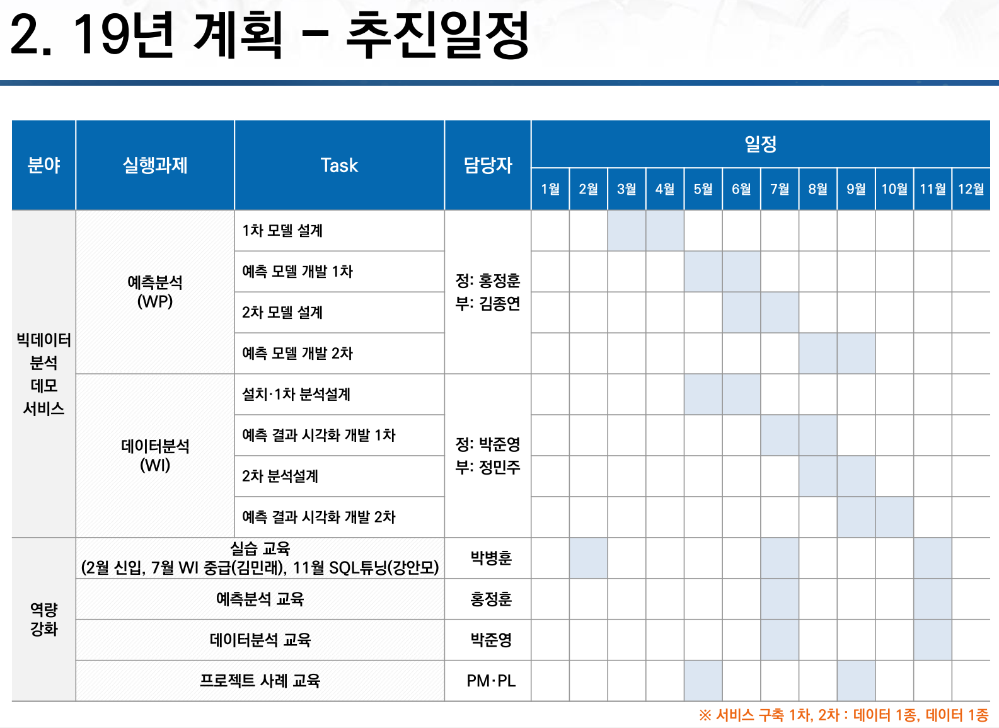 2. 19년 계획 – 추진일정
분야 실행과제 Task 담당자 일정
1월 2월 3월 4월 5월 6월 7월 8월 9월 10월 11월 12월
빅데이터
분석
데모
서비스
예측분석
(WP)
1차 모델 설계
예측 모델 개발 1차
2차 모델 설계
예측 모델 개발 2차
정: 홍정훈
부: 김종연
데이터분석
(WI)
설치·1차 분석설계
예측 결과 시각화 개발 1차
2차 분석설계
예측 결과 시각화 개발 2차
정: 박준영
부: 정민주
역량
강화
실습 교육
(2월 신입, 7월 WI 중급(김민래), 11월 SQL튜닝(강안모)
박병훈
예측분석 교육 홍정훈
데이터분석 교육 박준영
프로젝트 사례 교육 PM·PL
※ 서비스 구축 1차, 2차 : 데이터 1종, 데이터 1종